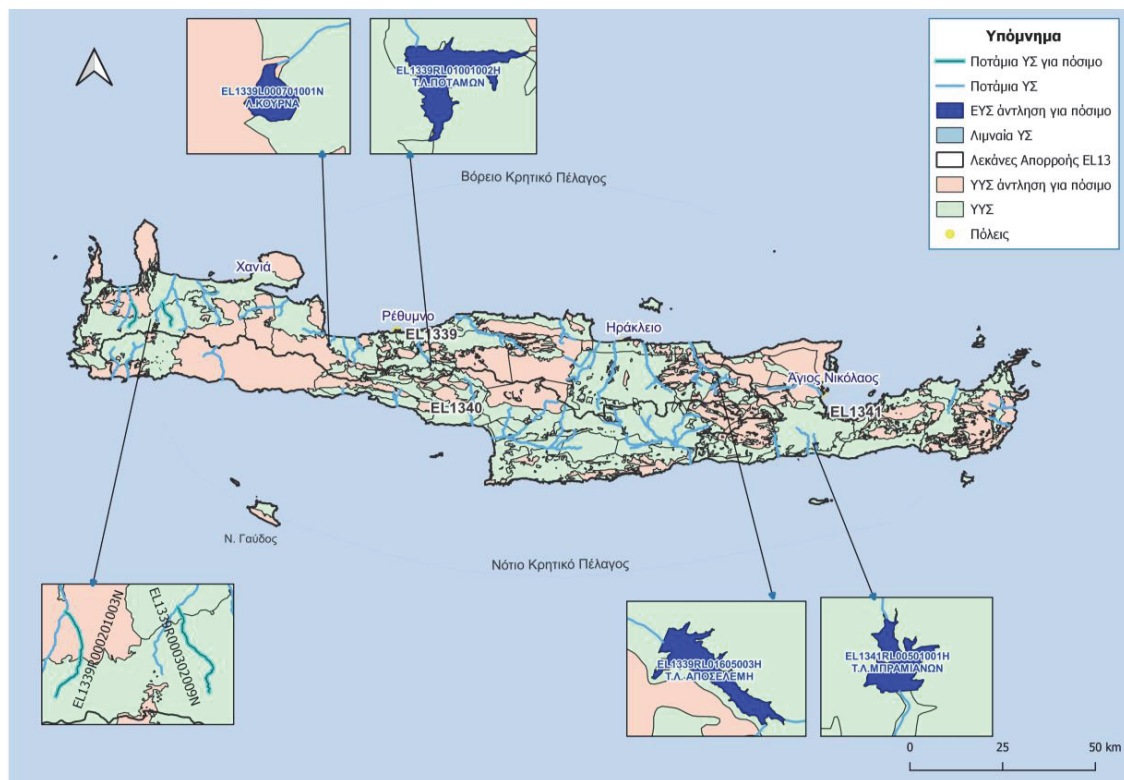 Υπόμνημα
Ποτάμια ΥΣ για πόσιμο
Ποτάμια ΥΣ
ΕΥΣ άντληση για πόσιμο
Λιμναία ΥΣ
Λεκάνες Απορροής EL13
ΥΥΣ άντληση για πόσιμο
ΥΥΣ
Πόλεις
EL1339L000701001N
Λ.ΚΟΥΡΝΑ
EL1339RL01001002H
Τ.Λ.ΠΟΤΑΜΩΝ
Βόρειο Κρητικό Πέλαγος
Χανιά
Ρέθυμνο
EL1339
Ηράκλειο
Άγιος Νικόλαος
EL1340
EL1341
Ν. Γαύδος
Νότιο Κρητικό Πέλαγος
EL1339R000201003N
EL1339R000302009N
EL1339RL01605003H
Τ.Λ. ΑΠΟΣΕΛΕΜΗ
EL1341RL00501001H
Τ.Λ.ΜΠΡΑΜΙΑΝΩΝ
0 25 50 km